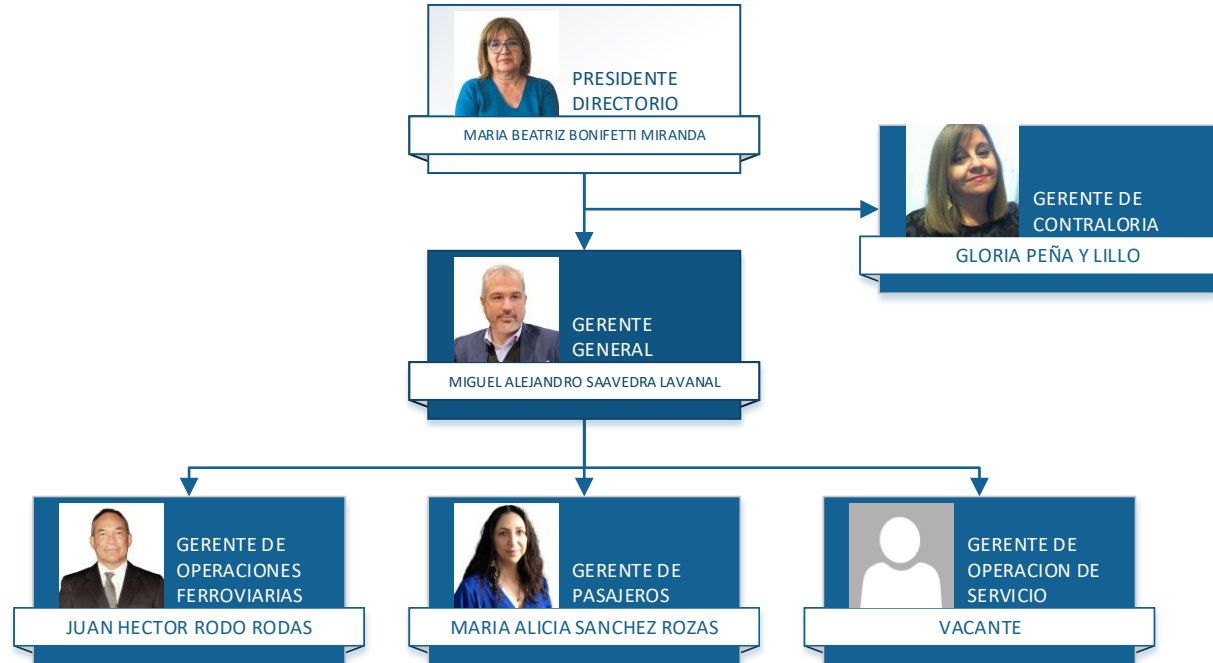 PRESIDENTE
DIRECTORIO
MARIA BEATRIZ BONIFETTI MIRANDA
GERENTE DE
CONTRALORIA
GLORIA PEÑA Y LILLO
GERENTE
GENERAL
MIGUEL ALEJANDRO SAAVEDRA LAVANAL
GERENTE DE
OPERACIONES
FERROVIARIAS
JUAN HECTOR RODO RODAS
GERENTE DE
PASAJEROS
MARIA ALICIA SANCHEZ ROZAS
GERENTE DE
OPERACION DE
SERVICIO
VACANTE